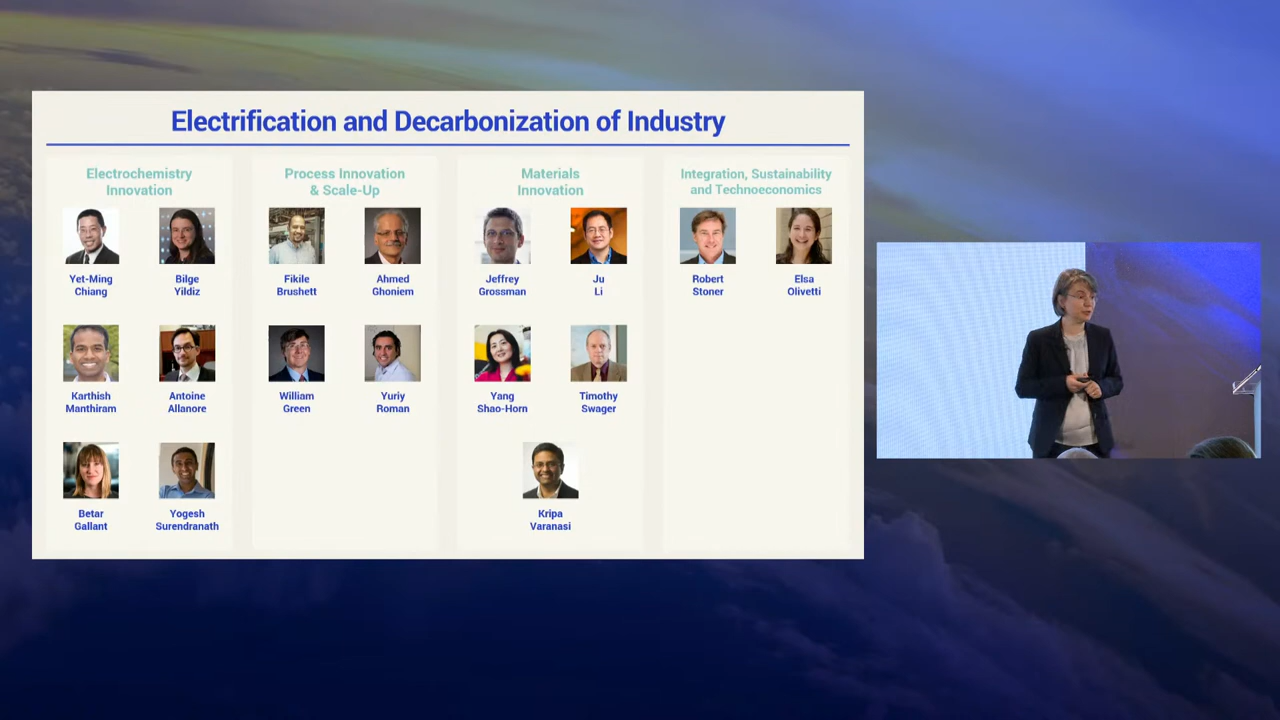 Electrification and Decarbonization of Industry
Electrochemistry
Innovation
Yet-Ming
Chiang
Bilge
Yildiz
Karthish
Manthiram
Antoine
Allanore
Betar
Gallant
Yogesh
Surendranath
Process Innovation
& Scale-Up
Fikile
Brushett
Ahmed
Ghoniem
William
Green
Yuriy
Roman
Materials
Innovation
Jeffrey
Grossman
Ju
Li
Yang
Shao-Horn
Timothy
Swager
Kripa
Varanasi
Integration, Sustainability
and Technoeconomics
Robert
Stoner
Elsa
Olivetti